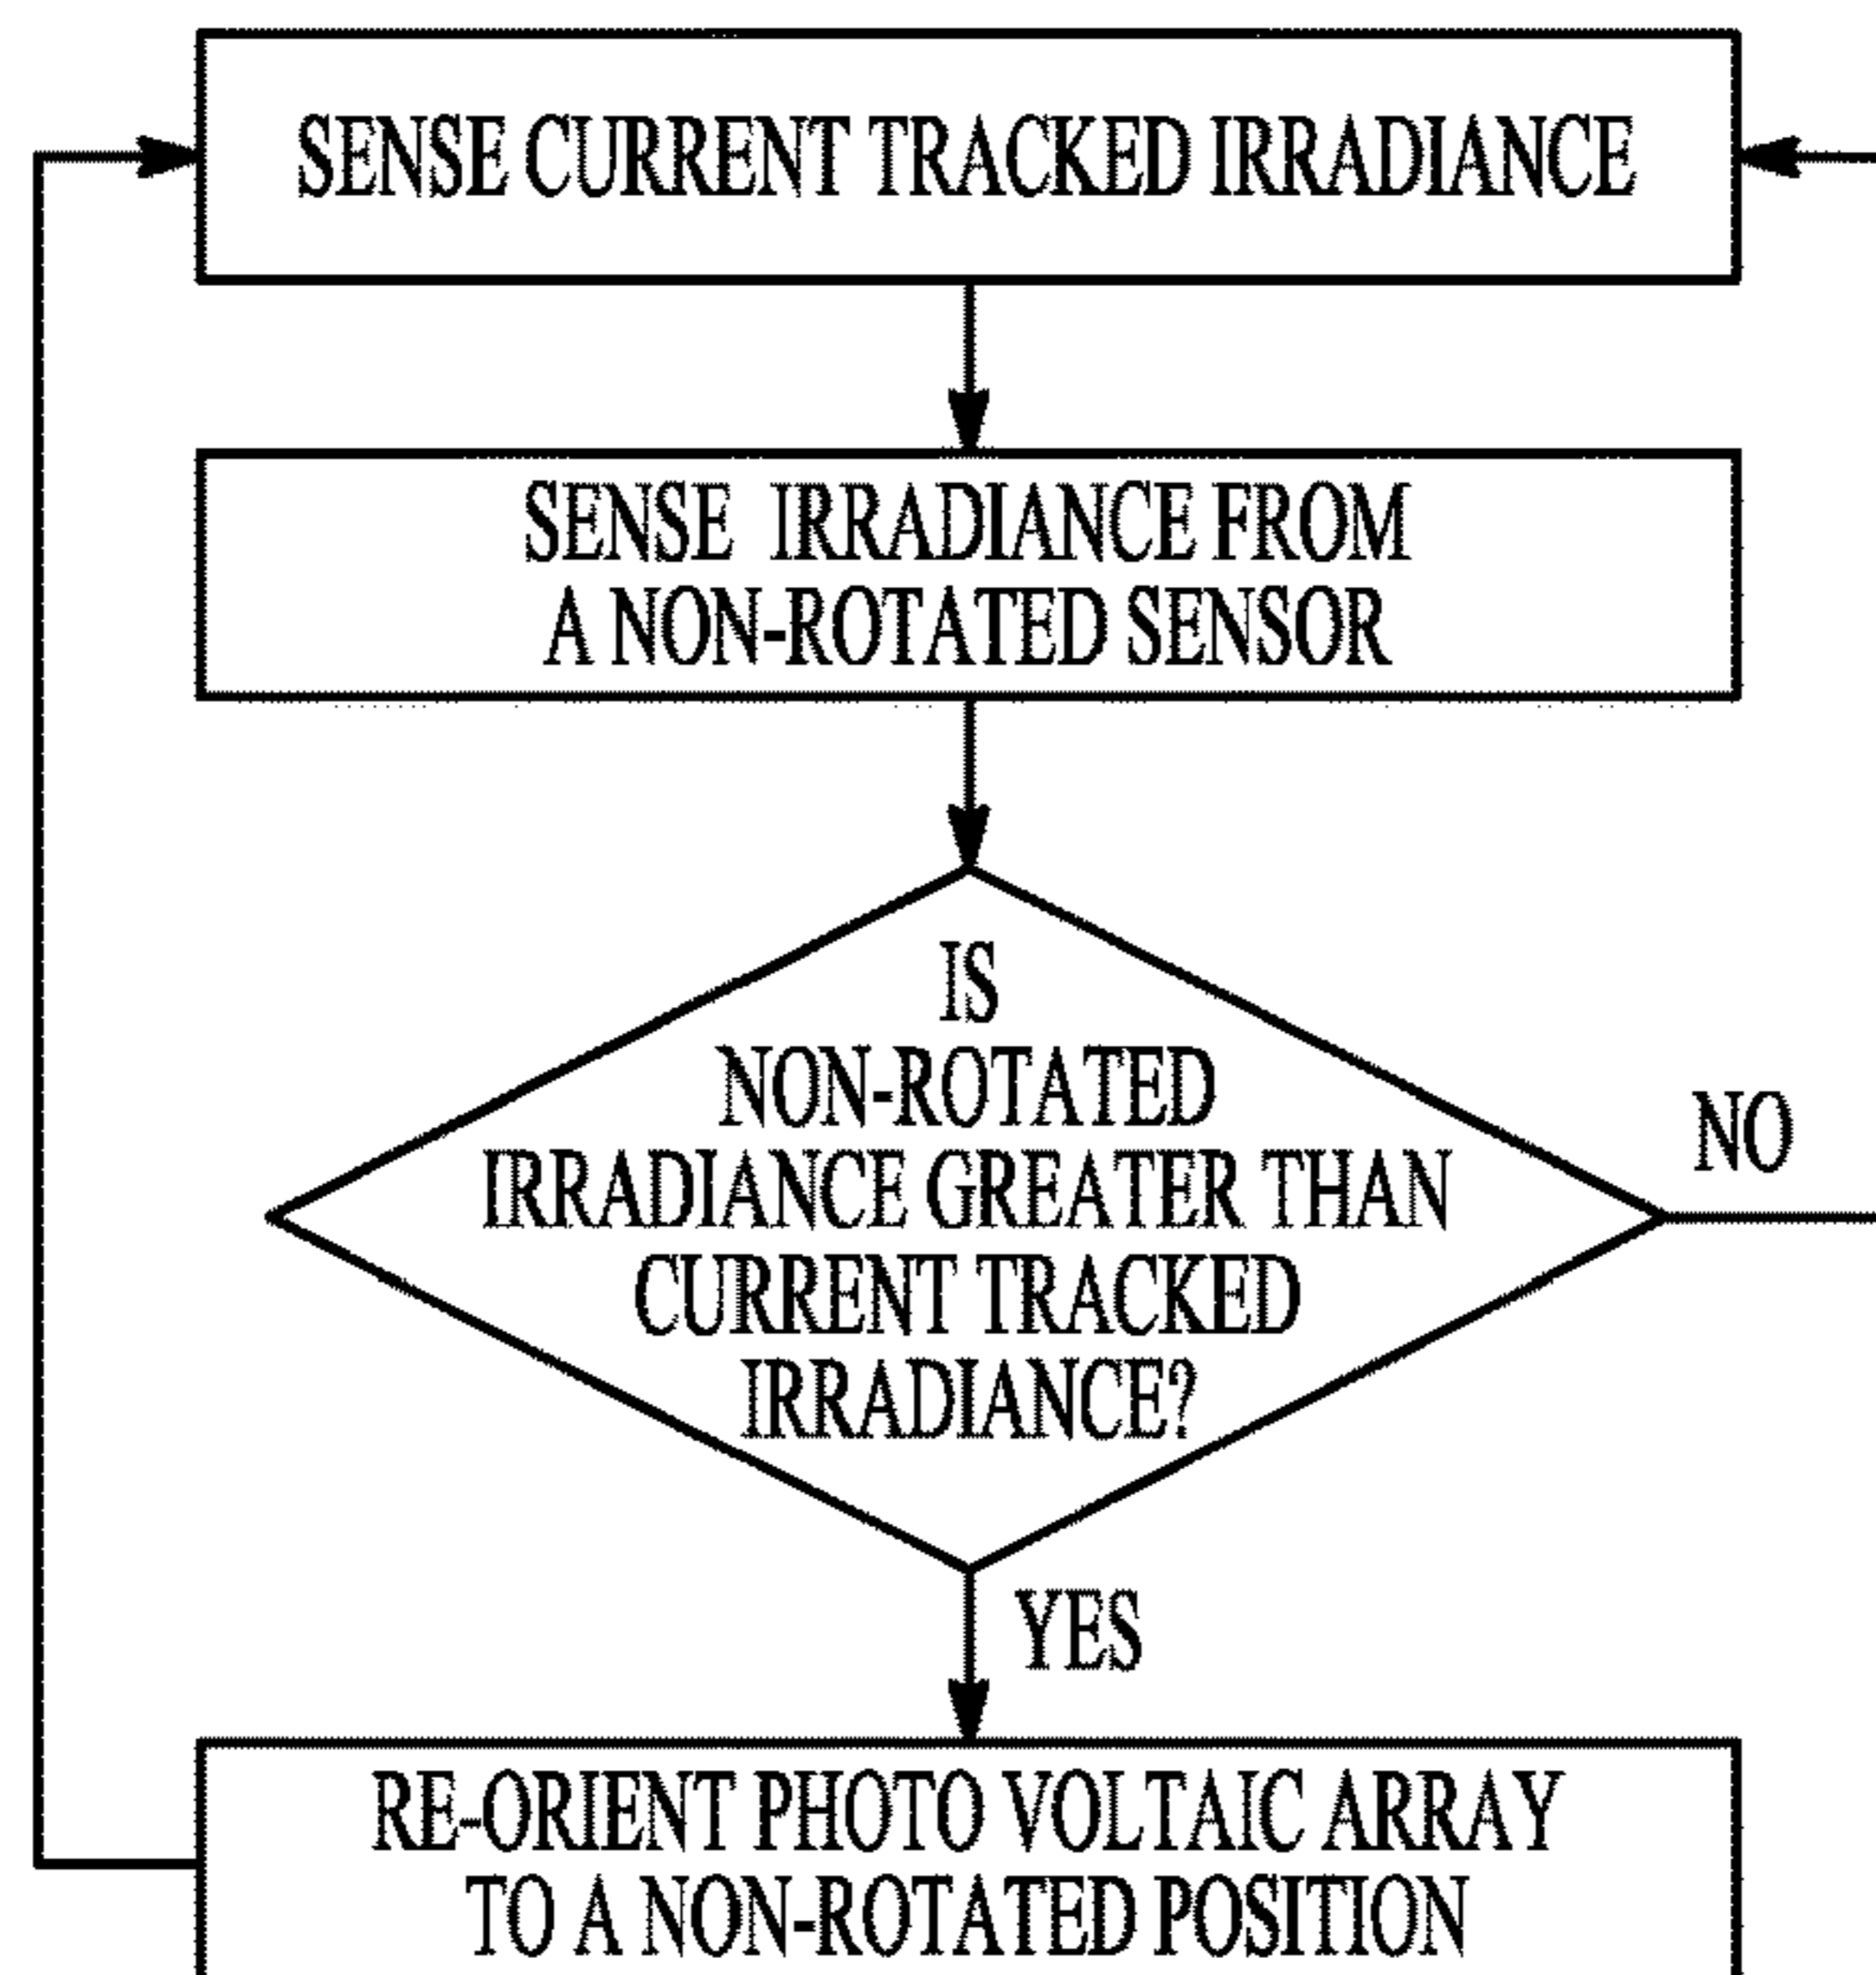 SENSE CURRENT TRACKED IRRADIANCE
SENSE IRRADIANCE FROM
A NON-ROTATED SENSOR
IS
NON-ROTATED
IRRADIANCE GREATER THAN
CURRENT TRACKED
IRRADIANCE?
NO
YES
RE-ORIENT PHOTO VOLTAIC ARRAY
TO A NON-ROTATED POSITION